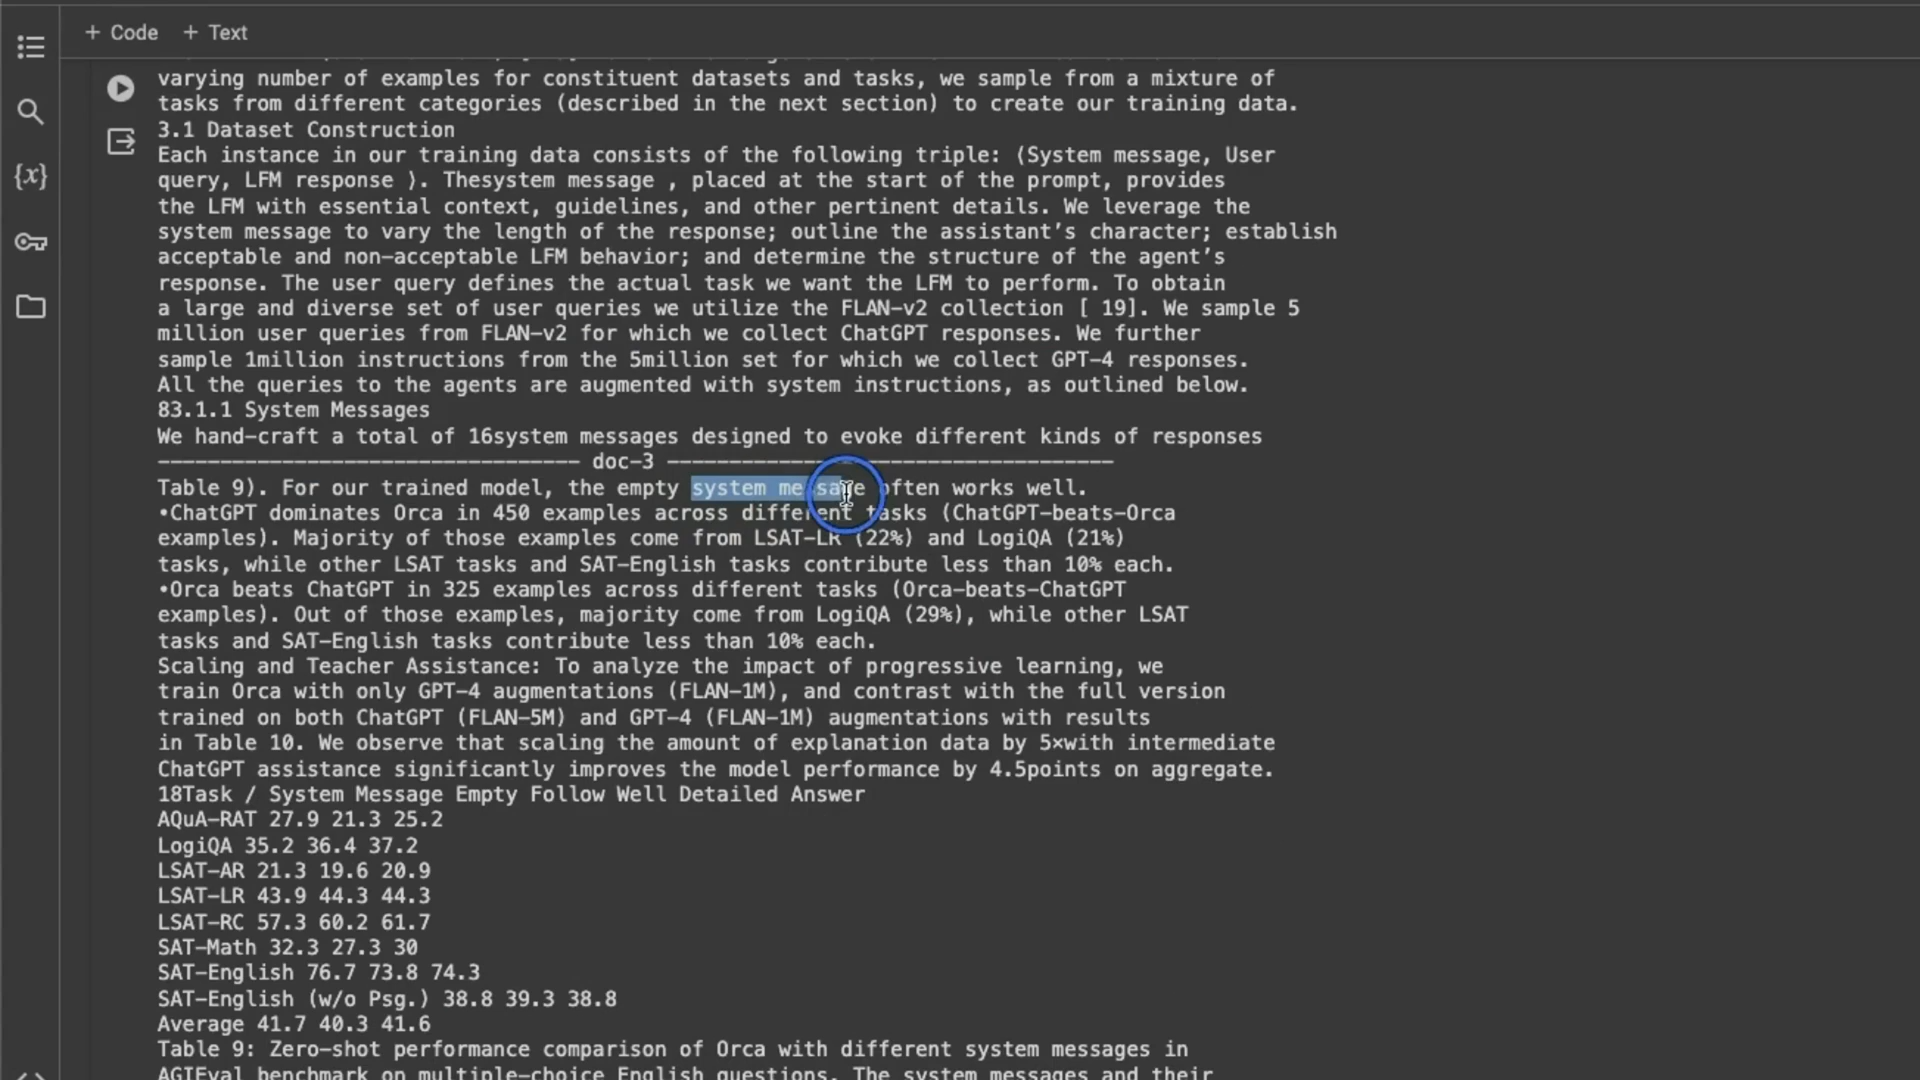 + Code + Text
varying number of examples for constituent datasets and tasks, we sample from a mixture of
tasks from different categories (described in the next section) to create our training data.
3.1 Dataset Construction
Each instance in our training data consists of the following triple: ⟨System message, User
query, LFM response ⟩. Thesystem message , placed at the start of the prompt, provides
the LFM with essential context, guidelines, and other pertinent details. We leverage the
system message to vary the length of the response; outline the assistant’s character; establish
acceptable and non-acceptable LFM behavior; and determine the structure of the agent’s
response. The user query defines the actual task we want the LFM to perform. To obtain
a large and diverse set of user queries we utilize the FLAN-v2 collection [ 19]. We sample 5
million user queries from FLAN-v2 for which we collect ChatGPT responses. We further
sample 1million instructions from the 5million set for which we collect GPT-4 responses.
All the queries to the agents are augmented with system instructions, as outlined below.
83.1.1 System Messages
We hand-craft a total of 16system messages designed to evoke different kinds of responses
---------------------------------- doc-3 ------------------------------------
Table 9). For our trained model, the empty system message often works well.
•ChatGPT dominates Orca in 450 examples across different tasks (ChatGPT-beats-Orca
examples). Majority of those examples come from LSAT-LR (22%) and LogiQA (21%)
tasks, while other LSAT tasks and SAT-English tasks contribute less than 10% each.
•Orca beats ChatGPT in 325 examples across different tasks (Orca-beats-ChatGPT
examples). Out of those examples, majority come from LogiQA (29%), while other LSAT
tasks and SAT-English tasks contribute less than 10% each.
Scaling and Teacher Assistance: To analyze the impact of progressive learning, we
train Orca with only GPT-4 augmentations (FLAN-1M), and contrast with the full version
trained on both ChatGPT (FLAN-5M) and GPT-4 (FLAN-1M) augmentations with results
in Table 10. We observe that scaling the amount of explanation data by 5×with intermediate
ChatGPT assistance significantly improves the model performance by 4.5points on aggregate.
18Task / System Message Empty Follow Well Detailed Answer
AQuA-RAT 27.9 21.3 25.2
LogiQA 35.2 36.4 37.2
LSAT-AR 21.3 19.6 20.9
LSAT-LR 43.9 44.3 44.3
LSAT-RC 57.3 60.2 61.7
SAT-Math 32.3 27.3 30
SAT-English 76.7 73.8 74.3
SAT-English (w/o Psg.) 38.8 39.3 38.8
Average 41.7 40.3 41.6
Table 9: Zero-shot performance comparison of Orca with different system messages in
AGIEval benchmark on multiple-choice English questions. The system messages and their